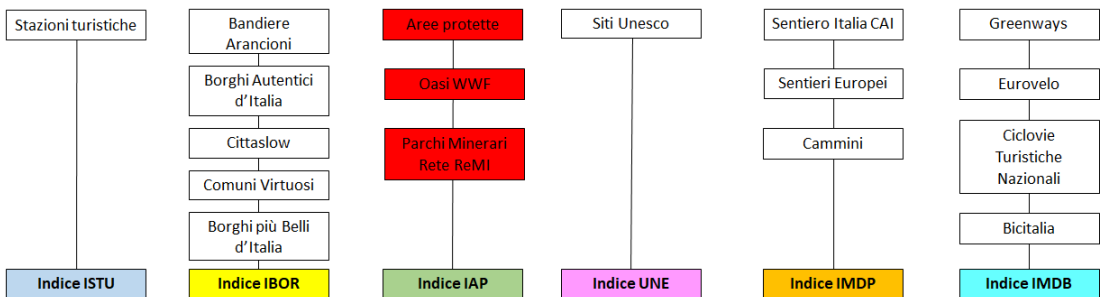 Stazioni turistiche
Bandiere
Arancioni
Borghi Autentici
d'Italia
Cittaslow
Comuni Virtuosi
Borghi più Belli
d'Italia
Aree protette
Oasi WWF
Parchi Minerari
Rete ReMI
Siti Unesco
Sentiero Italia CAI
Sentieri Europei
Cammini
Greenways
Eurovelo
Ciclovie
Turistiche
Nazionali
Bicitalia
Indice ISTU
Indice IBOR
Indice IAP
Indice UNE
Indice IMDP
Indice IMDB